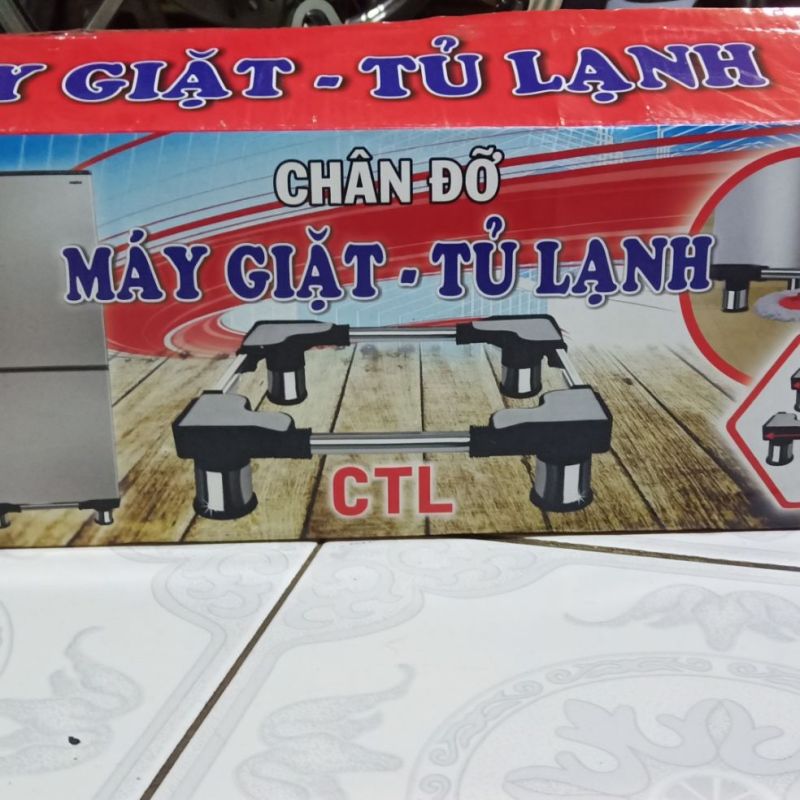 Y GIẶT - TỦ LẠNH
CHÂN ĐỠ
MÁY GIẶT - TỦ LẠNH
CTL